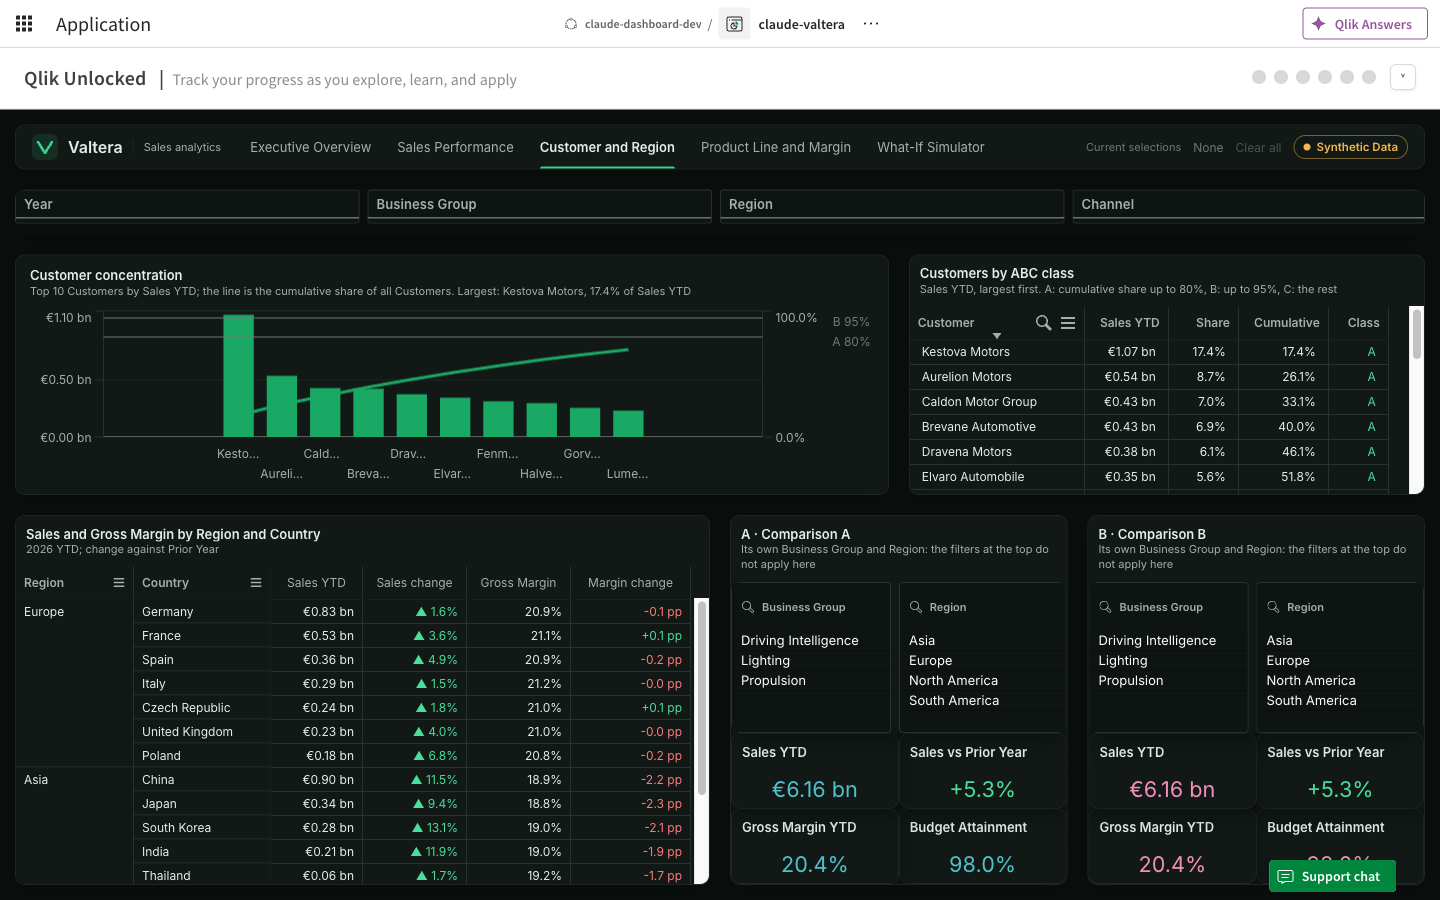 Application
claude-dashboard-dev / claude-valtera ···
Qlik Answers
Qlik Unlocked | Track your progress as you explore, learn, and apply
Valtera Sales analytics Executive Overview Sales Performance Customer and Region Product Line and Margin What-If Simulator Current selections None Clear all Synthetic Data
Year Business Group Region Channel
Customer concentration
Top 10 Customers by Sales YTD; the line is the cumulative share of all Customers. Largest: Kestova Motors, 17.4% of Sales YTD
€1.10 bn 100.0% B 95%
A 80%
€0.50 bn
€0.00 bn 0.0%
Kesto... Cald... Drav... Fenm... Gorv...
Aureli... Breva... Elvar... Halve... Lume...
Customers by ABC class
Sales YTD, largest first. A: cumulative share up to 80%, B: up to 95%, C: the rest
Customer Sales YTD Share Cumulative Class
Kestova Motors €1.07 bn 17.4% 17.4% A
Aurelion Motors €0.54 bn 8.7% 26.1% A
Caldon Motor Group €0.43 bn 7.0% 33.1% A
Brevane Automotive €0.43 bn 6.9% 40.0% A
Dravena Motors €0.38 bn 6.1% 46.1% A
Elvaro Automobile €0.35 bn 5.6% 51.8% A
Sales and Gross Margin by Region and Country
2026 YTD; change against Prior Year
Region Country Sales YTD Sales change Gross Margin Margin change
Europe Germany €0.83 bn ▲ 1.6% 20.9% -0.1 pp
France €0.53 bn ▲ 3.6% 21.1% +0.1 pp
Spain €0.36 bn ▲ 4.9% 20.9% -0.2 pp
Italy €0.29 bn ▲ 1.5% 21.2% -0.0 pp
Czech Republic €0.24 bn ▲ 1.8% 21.0% +0.1 pp
United Kingdom €0.23 bn ▲ 4.0% 21.0% -0.0 pp
Poland €0.18 bn ▲ 6.8% 20.8% -0.2 pp
Asia China €0.90 bn ▲ 11.5% 18.9% -2.2 pp
Japan €0.34 bn ▲ 9.4% 18.8% -2.3 pp
South Korea €0.28 bn ▲ 13.1% 19.0% -2.1 pp
India €0.21 bn ▲ 11.9% 19.0% -1.9 pp
Thailand €0.06 bn ▲ 1.7% 19.2% -1.7 pp
A · Comparison A
Its own Business Group and Region: the filters at the top do
not apply here
Business Group Region
Driving Intelligence Asia
Lighting Europe
Propulsion North America
South America
Sales YTD Sales vs Prior Year
€6.16 bn +5.3%
Gross Margin YTD Budget Attainment
20.4% 98.0%
B · Comparison B
Its own Business Group and Region: the filters at the top do
not apply here
Business Group Region
Driving Intelligence Asia
Lighting Europe
Propulsion North America
South America
Sales YTD Sales vs Prior Year
€6.16 bn +5.3%
Gross Margin YTD Budget Attainment
20.4%
Support chat